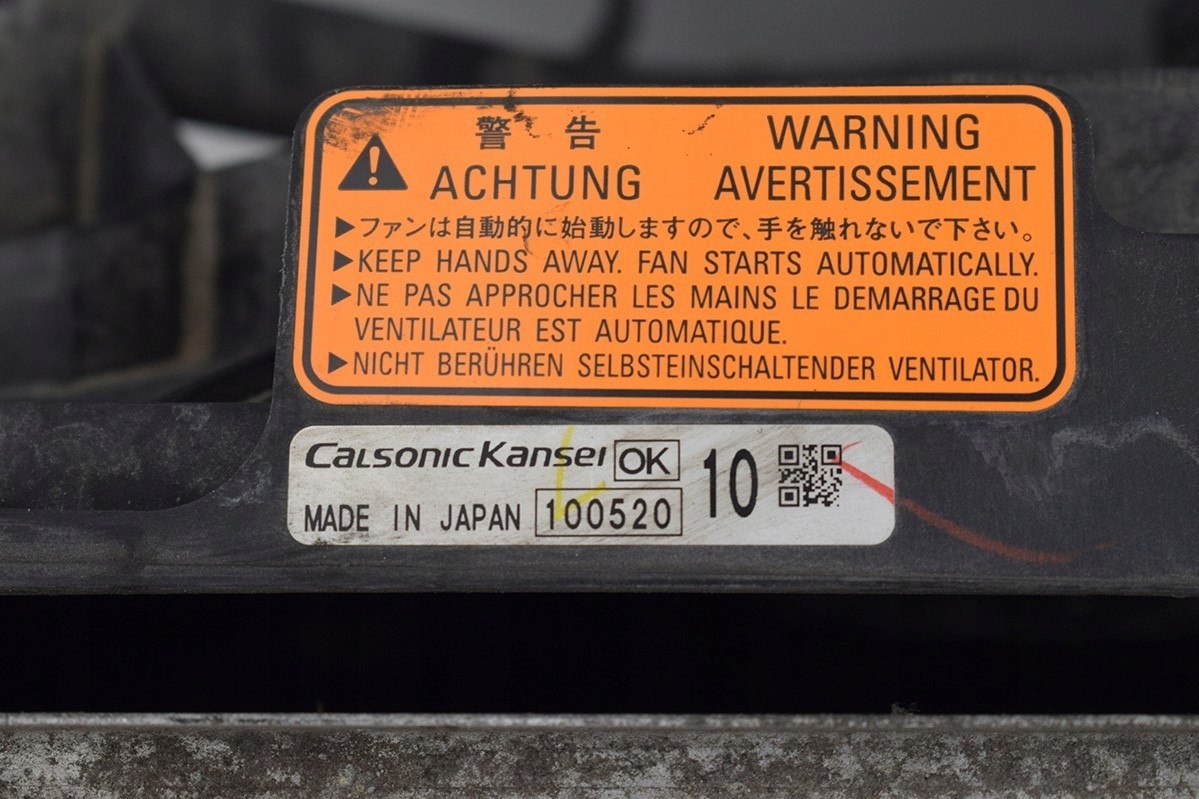 警告 WARNING
ACHTUNG AVERTISSEMENT
▶ファンは自動的に始動しますので、手を触れないで下さい。
▶KEEP HANDS AWAY. FAN STARTS AUTOMATICALLY.
▶NE PAS APPROCHER LES MAINS LE DEMARRAGE DU
VENTILATEUR EST AUTOMATIQUE.
▶NICHT BERÜHREN SELBSTEINSCHALTENDER VENTILATOR.
CALSONIC KANSEI OK 10
MADE IN JAPAN 100520